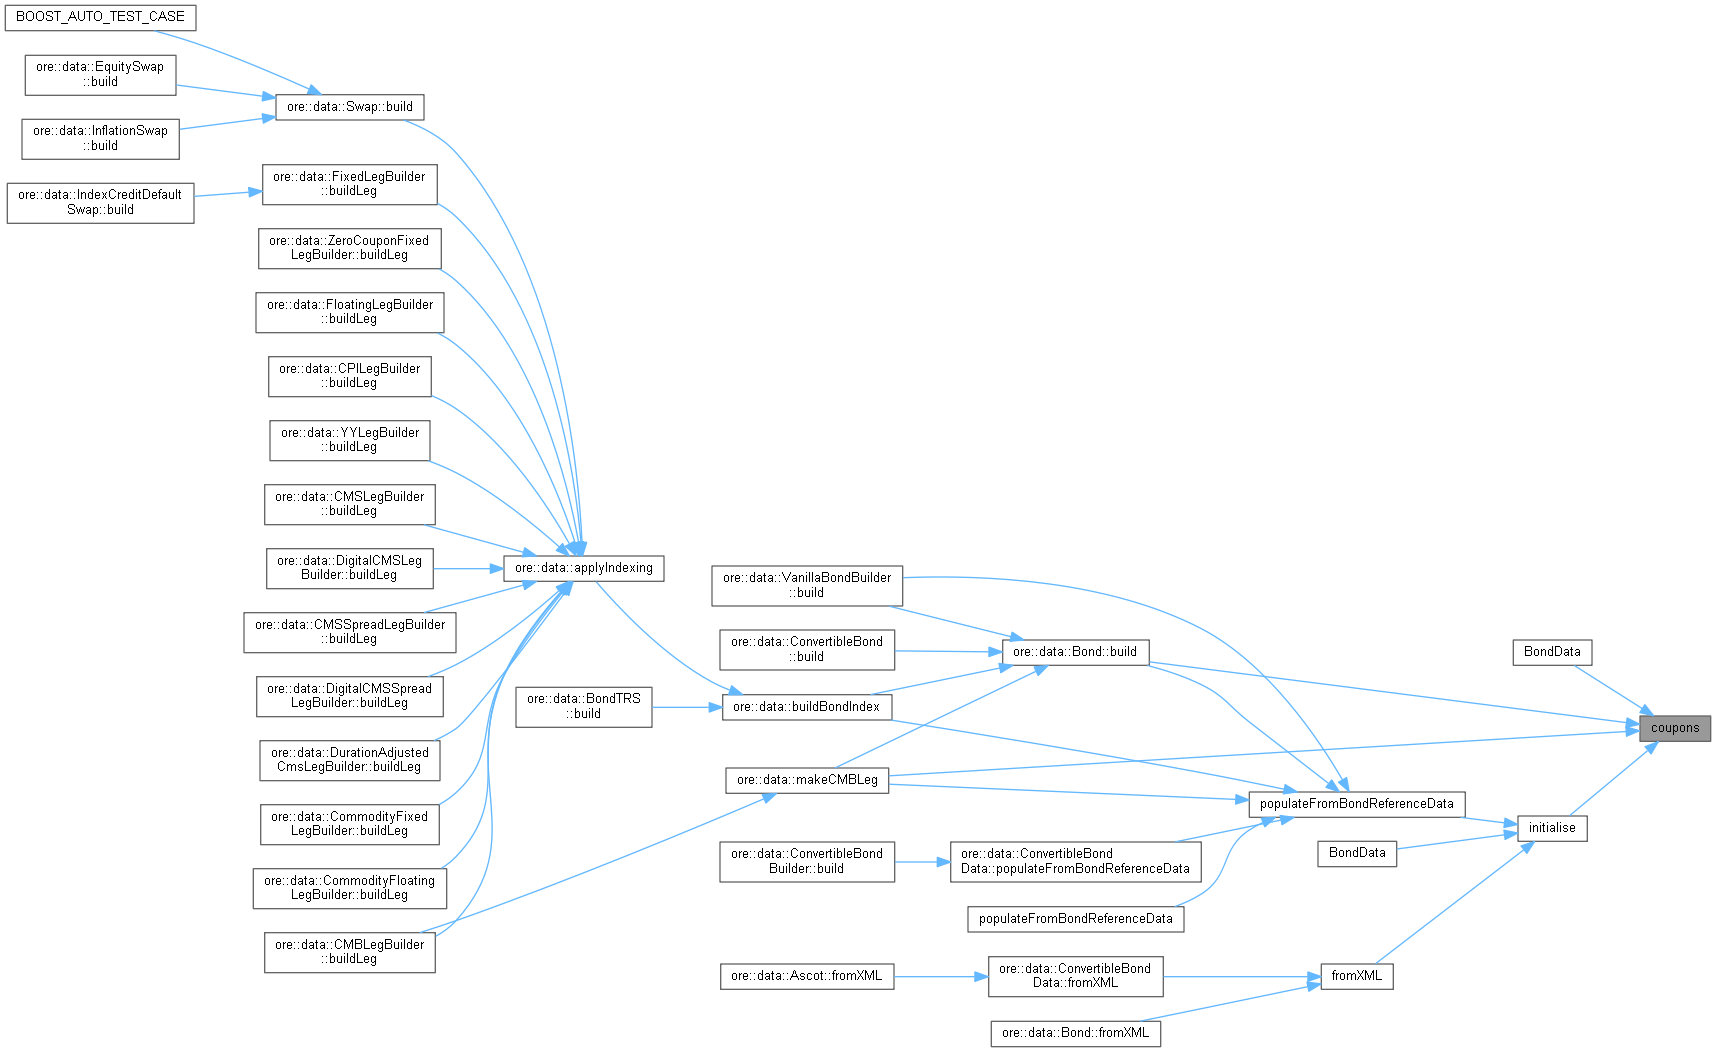 BOOST_AUTO_TEST_CASE
ore::data::EquitySwap
::build
ore::data::Swap::build
ore::data::InflationSwap
::build
ore::data::FixedLegBuilder
::buildLeg
ore::data::IndexCreditDefault
Swap::build
ore::data::ZeroCouponFixed
LegBuilder::buildLeg
ore::data::FloatingLegBuilder
::buildLeg
ore::data::CPILegBuilder
::buildLeg
ore::data::YYLegBuilder
::buildLeg
ore::data::CMSLegBuilder
::buildLeg
ore::data::DigitalCMSLeg
Builder::buildLeg
ore::data::applyIndexing
ore::data::CMSSpreadLegBuilder
::buildLeg
ore::data::DigitalCMSSpread
LegBuilder::buildLeg
ore::data::DurationAdjusted
CmsLegBuilder::buildLeg
ore::data::CommodityFixed
LegBuilder::buildLeg
ore::data::CommodityFloating
LegBuilder::buildLeg
ore::data::CMBLegBuilder
::buildLeg
ore::data::BondTRS
::build
ore::data::VanillaBondBuilder
::build
ore::data::ConvertibleBond
::build
ore::data::buildBondIndex
ore::data::makeCMBLeg
ore::data::ConvertibleBond
Builder::build
ore::data::Ascot::fromXML
ore::data::Bond::build
ore::data::ConvertibleBond
Data::populateFromBondReferenceData
populateFromBondReferenceData
ore::data::ConvertibleBond
Data::fromXML
ore::data::Bond::fromXML
populateFromBondReferenceData
BondData
fromXML
BondData
initialise
coupons